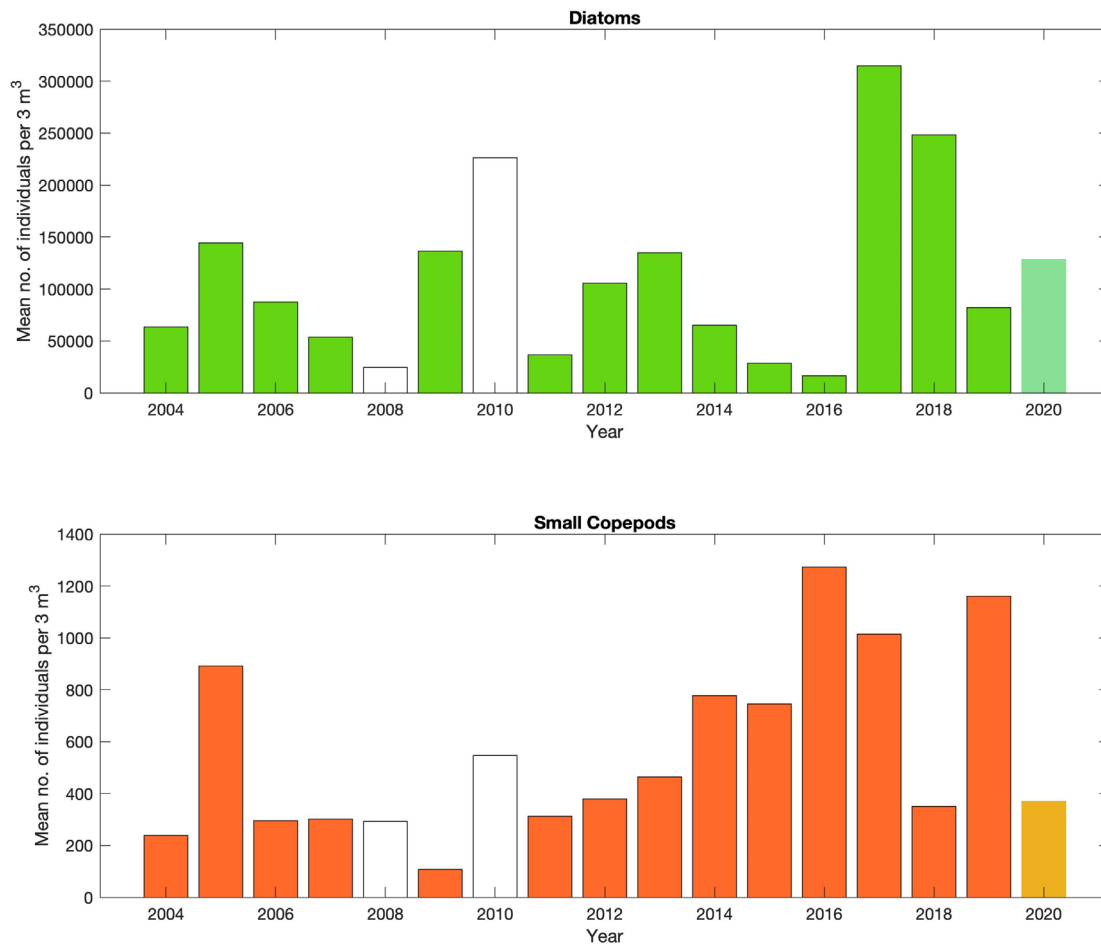 Diatoms
Mean no. of individuals per 3 m³
350000
300000
250000
200000
150000
100000
50000
0
2004 2006 2008 2010 2012 2014 2016 2018 2020
Year
Small Copepods
Mean no. of individuals per 3 m³
1400
1200
1000
800
600
400
200
0
2004 2006 2008 2010 2012 2014 2016 2018 2020
Year